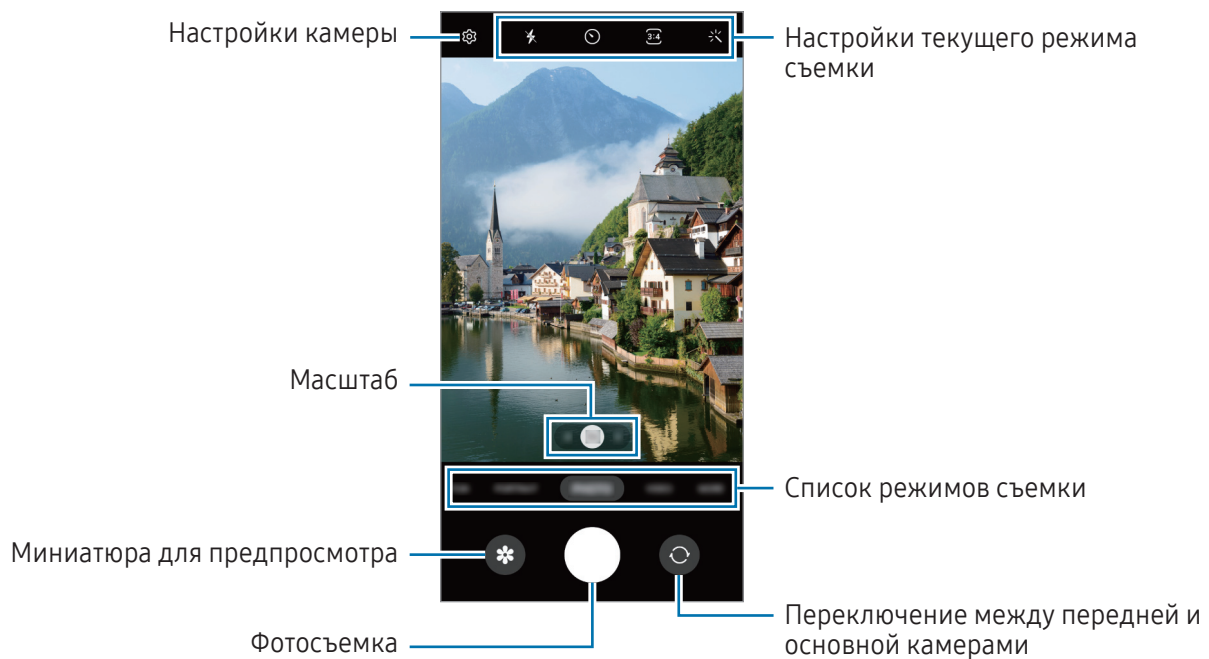 Настройки камеры
3:4
Настройки текущего режима
съемки
Масштаб
Список режимов съемки
Миниатюра для предпросмотра
Переключение между передней и
основной камерами
Фотосъемка